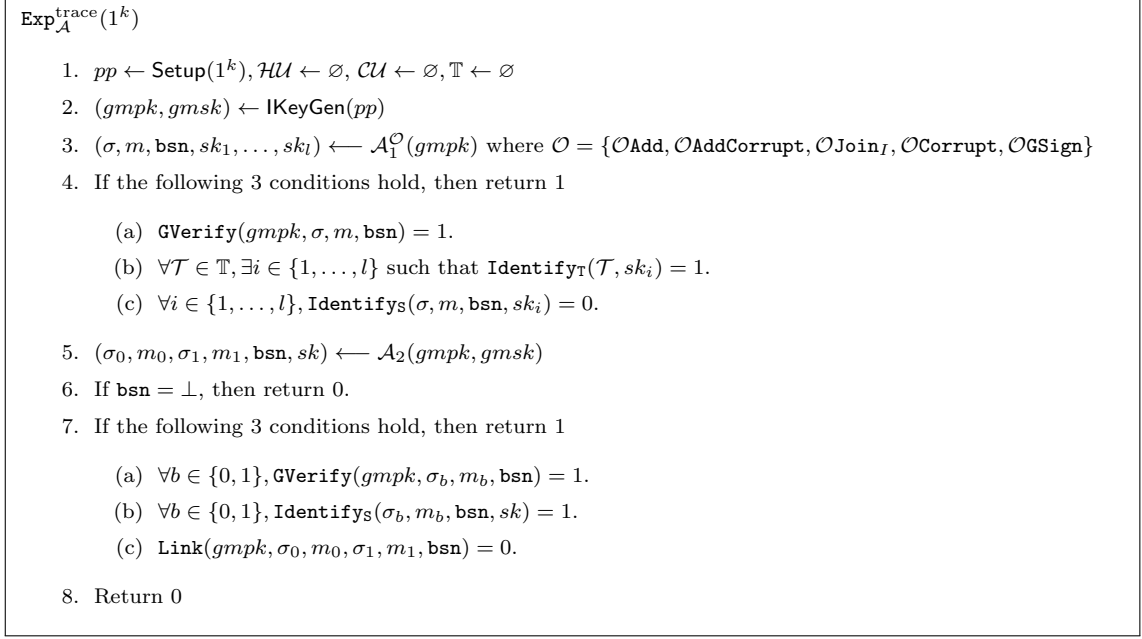 Exp_𝒜^trace(1^k)
1. pp ← Setup(1^k), ℋ𝒰 ← ∅, 𝒞𝒰 ← ∅, 𝕋 ← ∅
2. (gmpk, gmsk) ← IKeyGen(pp)
3. (σ, m, bsn, sk_1, . . . , sk_l) ⟵ 𝒜_1^𝒪(gmpk) where 𝒪 = {𝒪Add, 𝒪AddCorrupt, 𝒪Join_I, 𝒪Corrupt, 𝒪GSign}
4. If the following 3 conditions hold, then return 1
(a) GVerify(gmpk, σ, m, bsn) = 1.
(b) ∀𝒯 ∈ 𝕋, ∃i ∈ {1, . . . , l} such that Identify_T(𝒯, sk_i) = 1.
(c) ∀i ∈ {1, . . . , l}, Identify_S(σ, m, bsn, sk_i) = 0.
5. (σ_0, m_0, σ_1, m_1, bsn, sk) ⟵ 𝒜_2(gmpk, gmsk)
6. If bsn = ⊥, then return 0.
7. If the following 3 conditions hold, then return 1
(a) ∀b ∈ {0, 1}, GVerify(gmpk, σ_b, m_b, bsn) = 1.
(b) ∀b ∈ {0, 1}, Identify_S(σ_b, m_b, bsn, sk) = 1.
(c) Link(gmpk, σ_0, m_0, σ_1, m_1, bsn) = 0.
8. Return 0